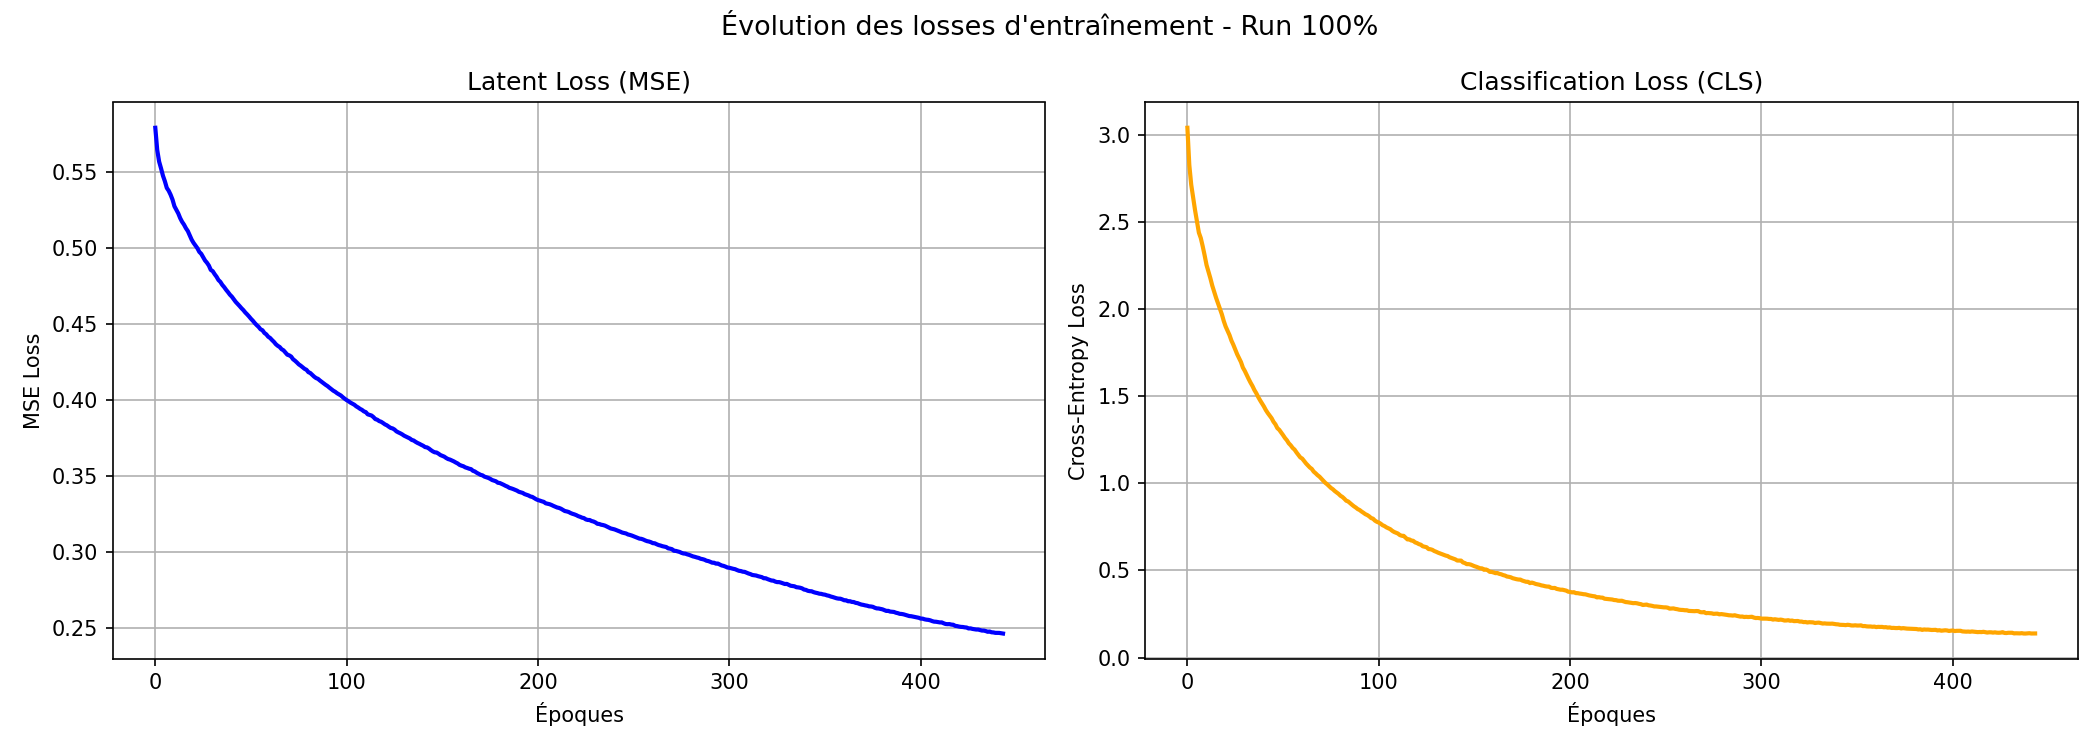 Évolution des losses d'entraînement - Run 100%
Latent Loss (MSE)
MSE Loss
0.55
0.50
0.45
0.40
0.35
0.30
0.25
0 100 200 300 400
Époques
Classification Loss (CLS)
Cross-Entropy Loss
3.0
2.5
2.0
1.5
1.0
0.5
0.0
0 100 200 300 400
Époques